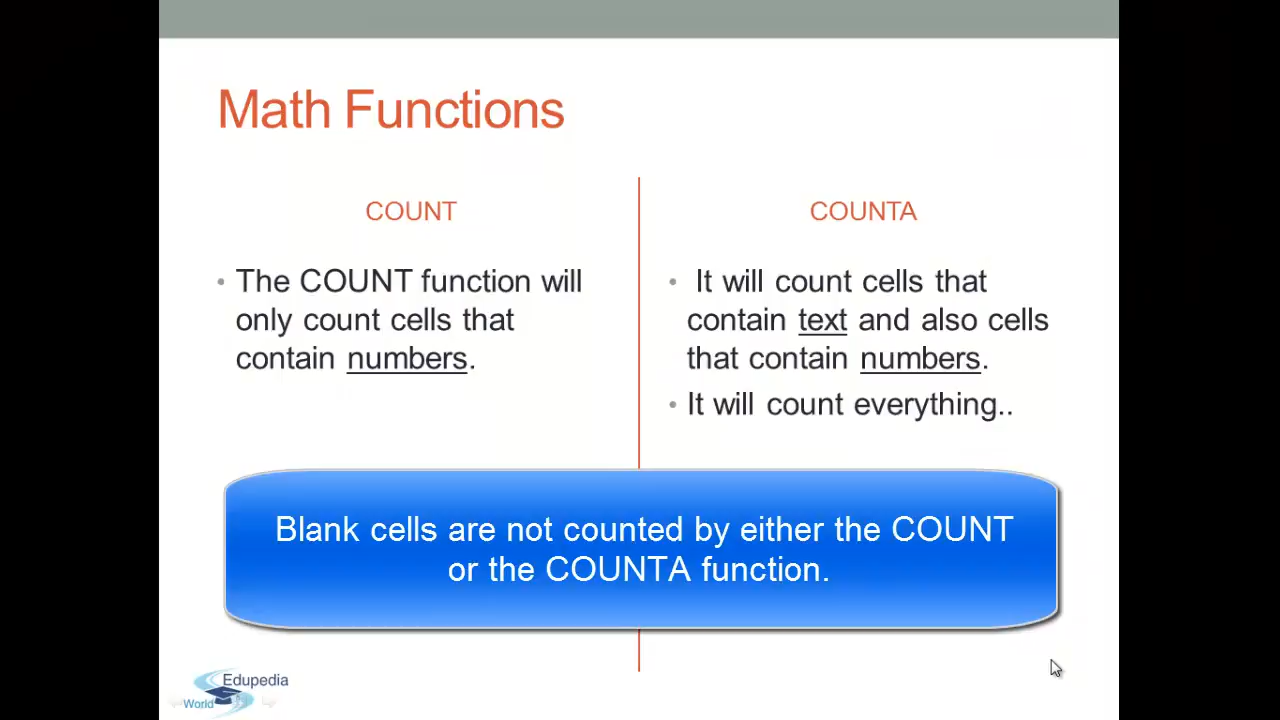 Math Functions
COUNT
The COUNT function will
only count cells that
contain numbers.
COUNTA
It will count cells that
contain text and also cells
that contain numbers.
It will count everything..
Blank cells are not counted by either the COUNT
or the COUNTA function.
Edupedia
World